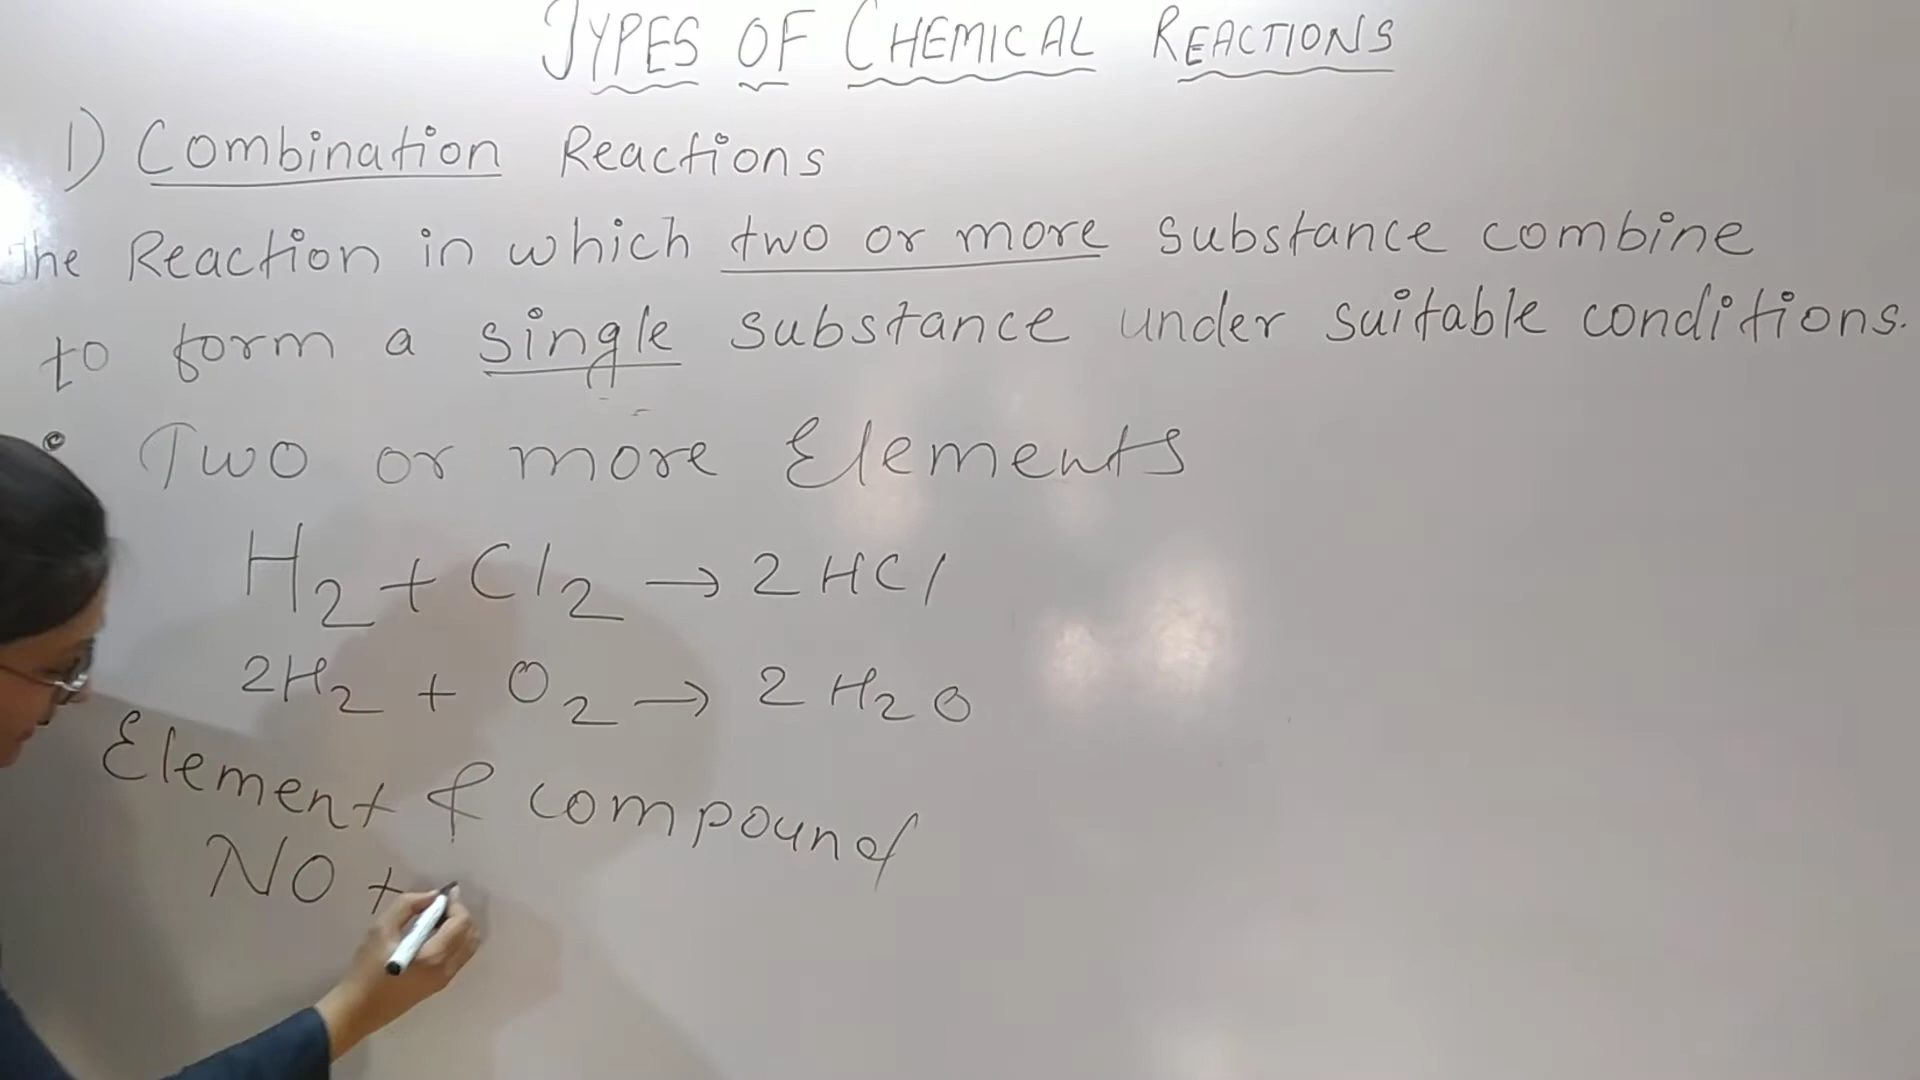 TYPES OF CHEMICAL REACTIONS
1) Combination Reactions
The Reaction in which two or more substance combine
to form a single substance under suitable conditions.
Two or more Elements
H₂ + Cl₂ → 2HCl
2H₂ + O₂ → 2H₂O
Element & compound
NO +